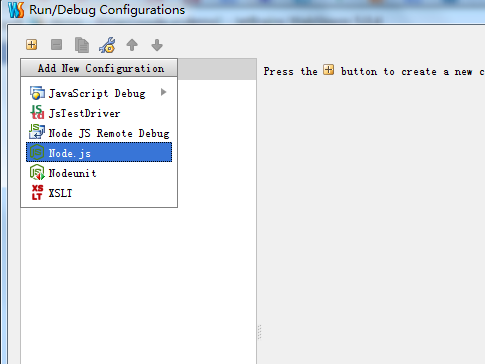 Run/Debug Configurations
Add New Configuration
Press the button to create a new c
JavaScript Debug
JsTestDriver
Node JS Remote Debug
Node.js
Nodeunit
XSLT